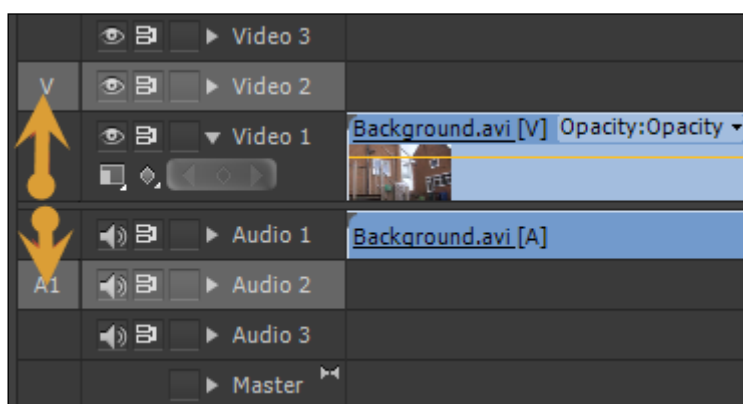 Video 3
V Video 2
Video 1 Background.avi [V] Opacity:Opacity
Audio 1 Background.avi [A]
A1 Audio 2
Audio 3
Master